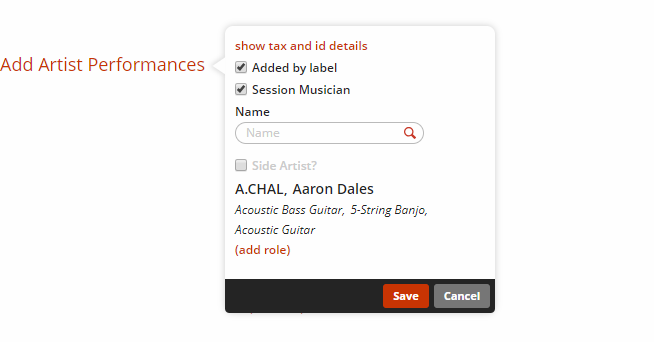 show tax and id details
Add Artist Performances
Added by label
Session Musician
Name
Name
Side Artist?
A.CHAL, Aaron Dales
Acoustic Bass Guitar, 5-String Banjo,
Acoustic Guitar
(add role)
Save Cancel